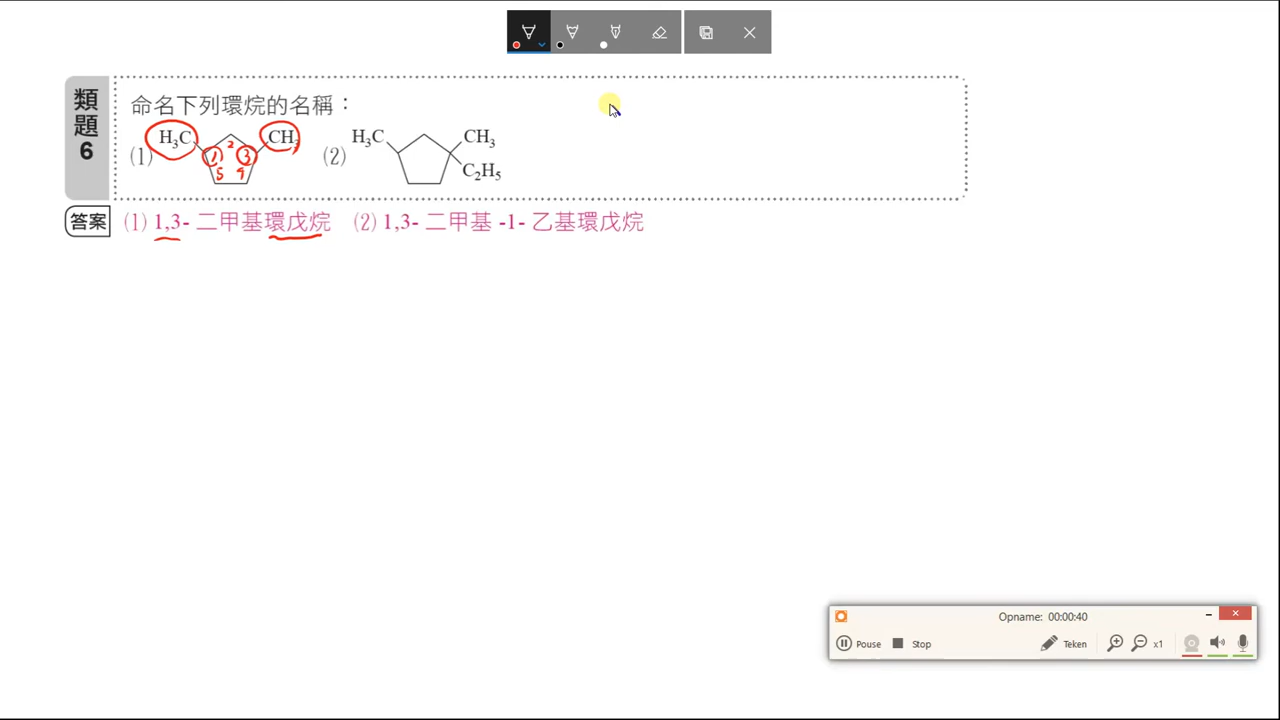 類題6
命名下列環烷的名稱：
(1) H₃C CH₃ (2) H₃C CH₃
1 2 3 C₂H₅
5 4
答案 (1) 1,3- 二甲基環戊烷 (2) 1,3- 二甲基 -1- 乙基環戊烷
Opname: 00:00:40
Pause Stop Teken x1